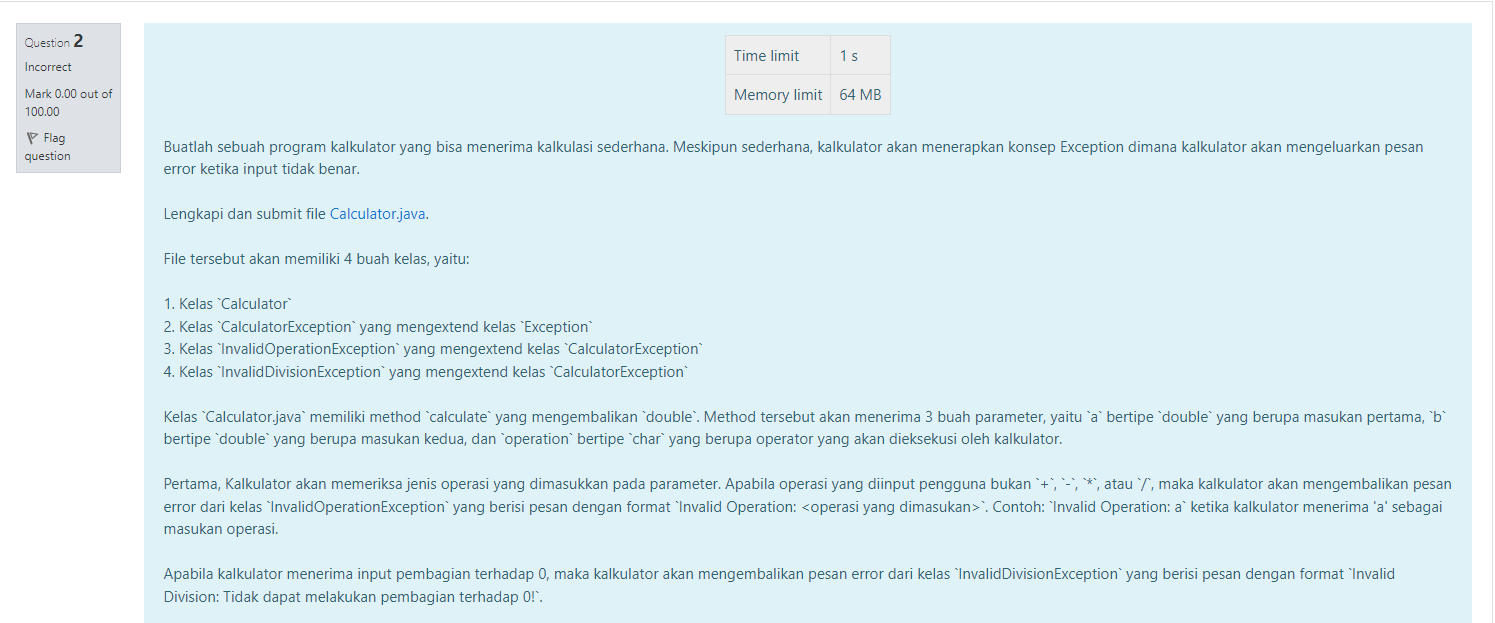 Question 2
Incorrect
Mark 0.00 out of
100.00
Flag
question
Time limit 1 s
Memory limit 64 MB
Buatlah sebuah program kalkulator yang bisa menerima kalkulasi sederhana. Meskipun sederhana, kalkulator akan menerapkan konsep Exception dimana kalkulator akan mengeluarkan pesan
error ketika input tidak benar.
Lengkapi dan submit file Calculator.java.
File tersebut akan memiliki 4 buah kelas, yaitu:
1. Kelas `Calculator`
2. Kelas `CalculatorException` yang mengextend kelas `Exception`
3. Kelas `InvalidOperationException` yang mengextend kelas `CalculatorException`
4. Kelas `InvalidDivisionException` yang mengextend kelas `CalculatorException`
Kelas `Calculator.java` memiliki method `calculate` yang mengembalikan `double`. Method tersebut akan menerima 3 buah parameter, yaitu `a` bertipe `double` yang berupa masukan pertama, `b`
bertipe `double` yang berupa masukan kedua, dan `operation` bertipe `char` yang berupa operator yang akan dieksekusi oleh kalkulator.
Pertama, Kalkulator akan memeriksa jenis operasi yang dimasukkan pada parameter. Apabila operasi yang diinput pengguna bukan `+`, `-`, `*`, atau `/`, maka kalkulator akan mengembalikan pesan
error dari kelas `InvalidOperationException` yang berisi pesan dengan format `Invalid Operation: <operasi yang dimasukan>`. Contoh: `Invalid Operation: a` ketika kalkulator menerima 'a' sebagai
masukan operasi.
Apabila kalkulator menerima input pembagian terhadap 0, maka kalkulator akan mengembalikan pesan error dari kelas `InvalidDivisionException` yang berisi pesan dengan format `Invalid
Division: Tidak dapat melakukan pembagian terhadap 0!`.